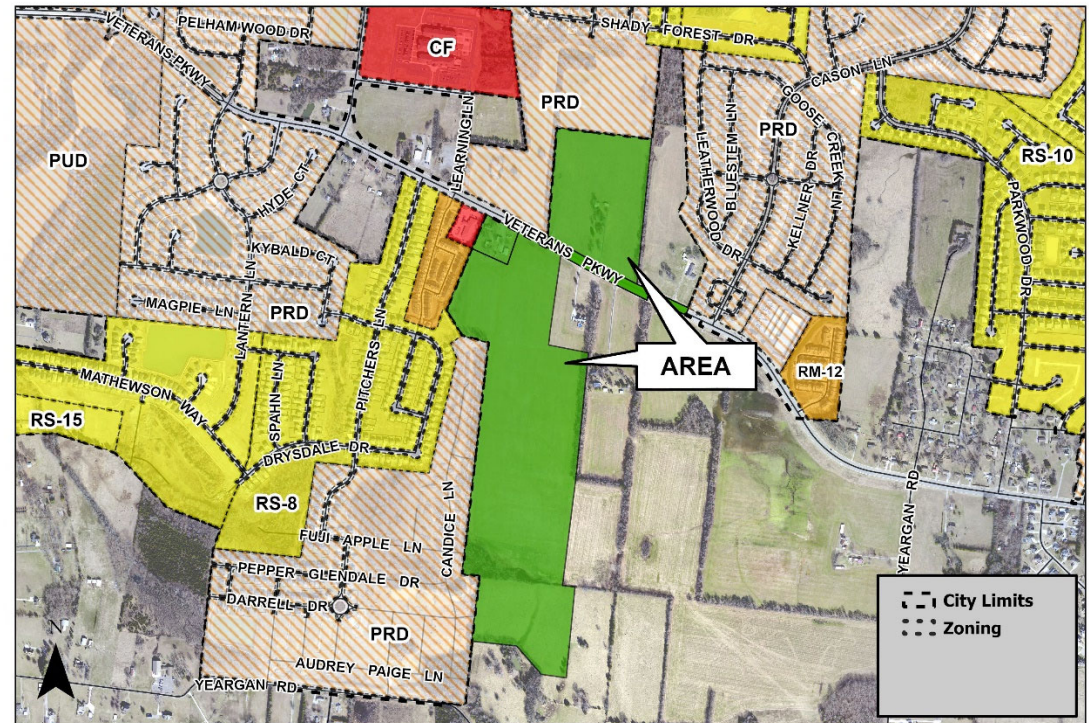 PELHAM WOOD DR
VETERANS PKWY
CF
SHADY FOREST DR
CASON LN
PRD
LEARNING LN
GOOSE CREEK LN
BLUESTEM LN
LEATHERWOOD DR
PRD
KELLNER DR
RS-10
PARKWOOD DR
PUD
HYDE CT
VETERANS PKWY
KYBALD CT
LANTERN LN
MAGPIE LN
PRD
PITCHERS LN
AREA
RM-12
MATHEWSON WAY
SPAHN LN
RS-15
DRYSDALE DR
RS-8
CANDICE LN
YEARGAN RD
FUJI APPLE LN
PEPPER GLENDALE DR
DARRELL DR
PRD
AUDREY PAIGE LN
YEARGAN RD
N
City Limits
Zoning